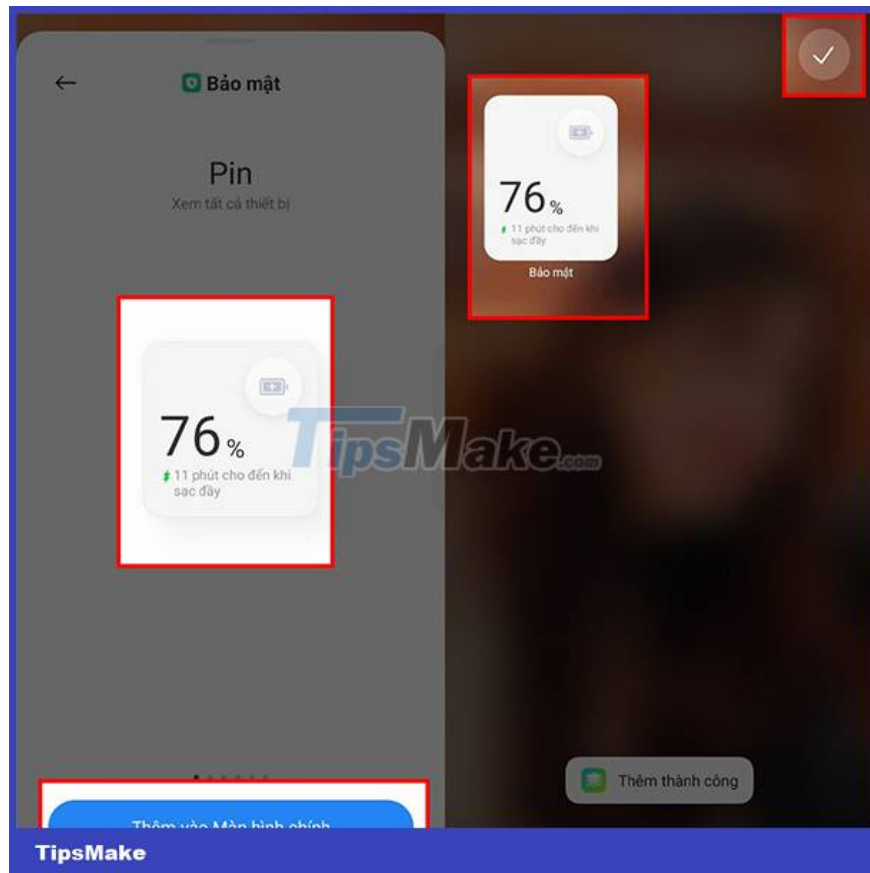 Bảo mật
Pin
Xem tất cả thiết bị
76 %
11 phút cho đến khi
sạc đầy
Thêm vào Màn hình chính
76 %
11 phút cho đến khi
sạc đầy
Bảo mật
Thêm thành công
TipsMake.com
TipsMake